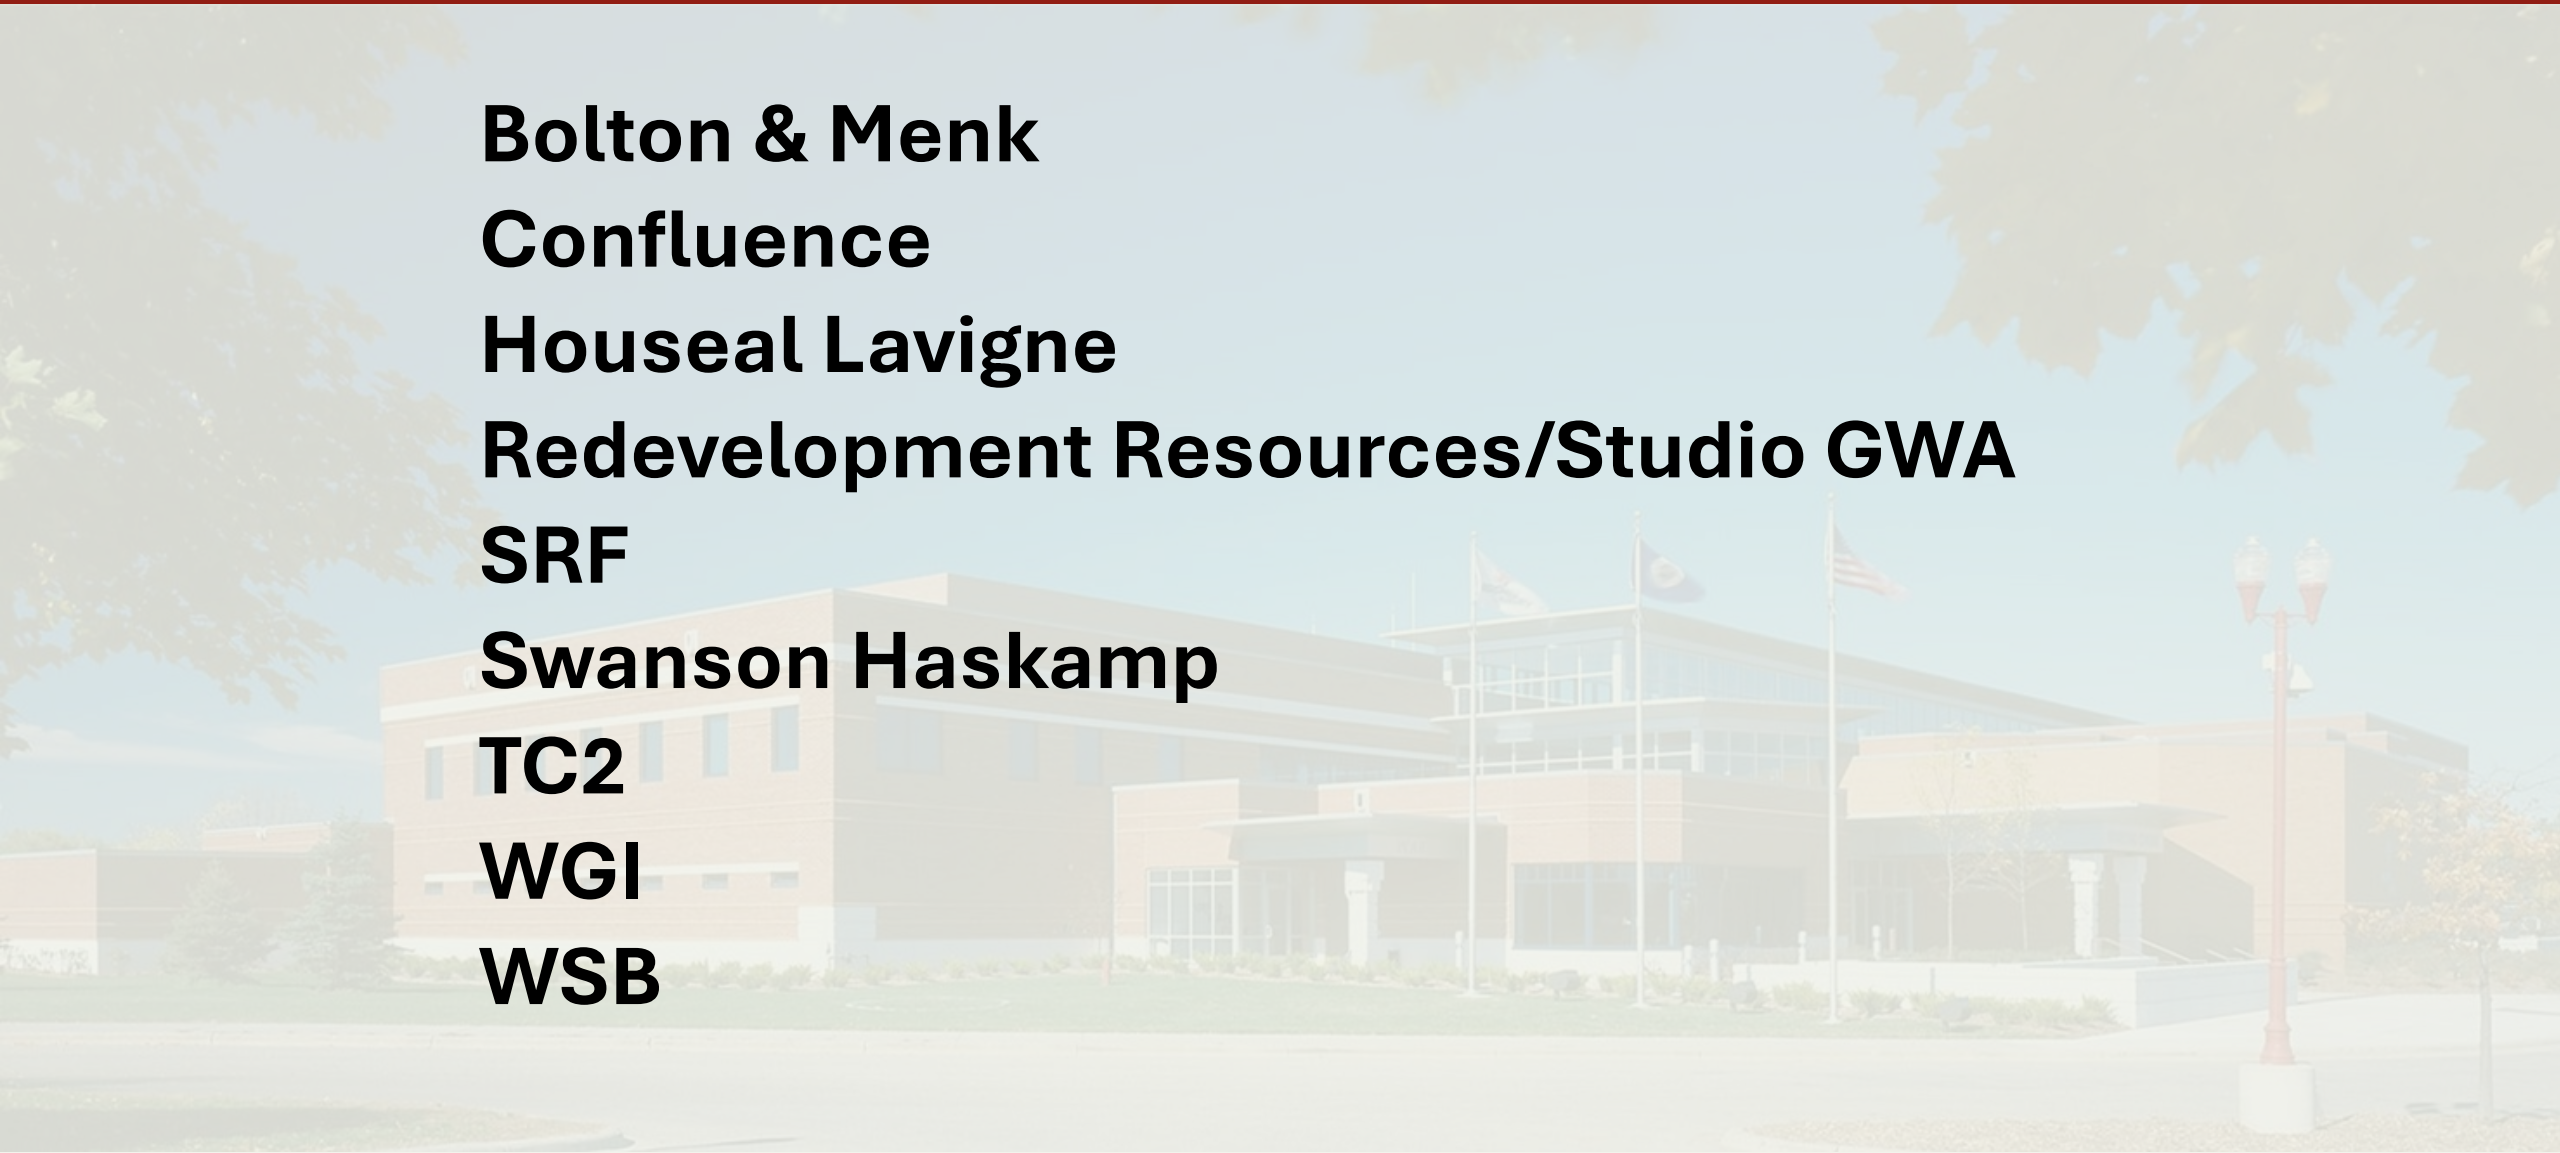 Bolton & Menk
Confluence
Houseal Lavigne
Redevelopment Resources/Studio GWA
SRF
Swanson Haskamp
TC2
WGI
WSB